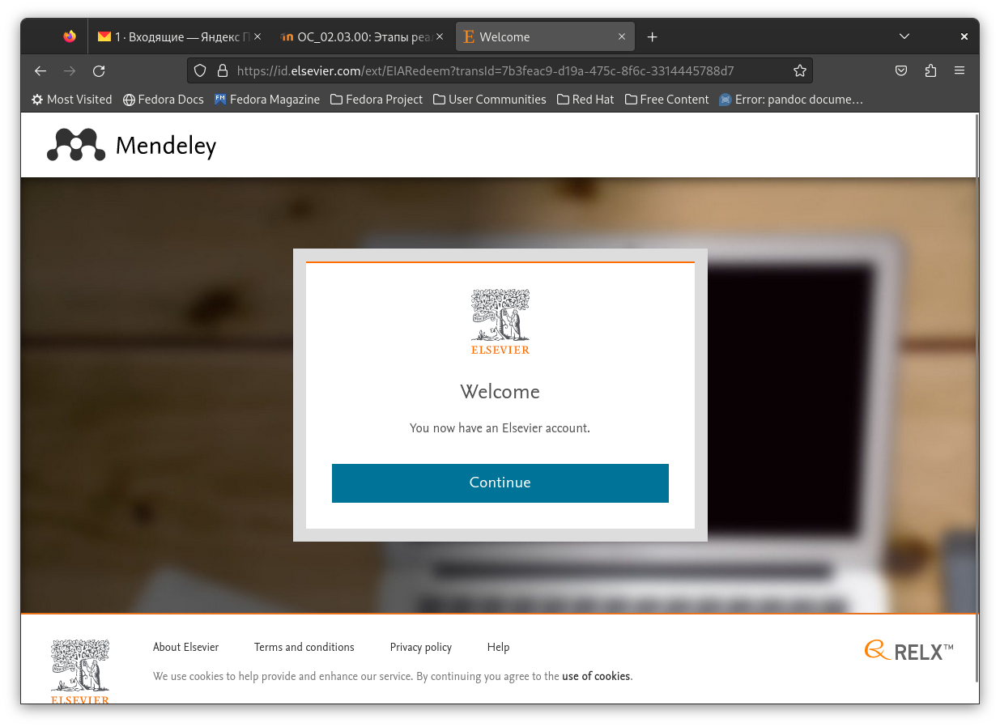 1 · Входящие — Яндекс П
ОС_02.03.00: Этапы реал
Welcome
https://id.elsevier.com/ext/EIARedeem?transId=7b3feac9-d19a-475c-8f6c-3314445788d7
Most Visited
Fedora Docs
Fedora Magazine
Fedora Project
User Communities
Red Hat
Free Content
Error: pandoc docume…
Mendeley
ELSEVIER
Welcome
You now have an Elsevier account.
Continue
ELSEVIER
About Elsevier
Terms and conditions
Privacy policy
Help
We use cookies to help provide and enhance our service. By continuing you agree to the use of cookies.
RELX™